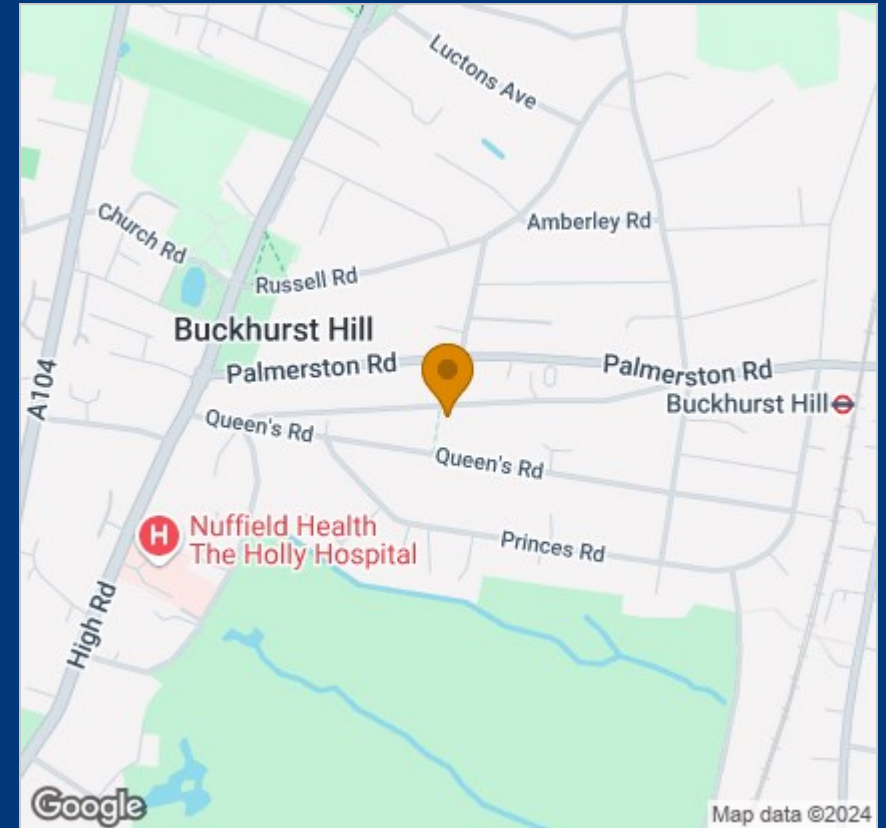 Luctons Ave
Church Rd
Amberley Rd
Russell Rd
Buckhurst Hill
Palmerston Rd
Palmerston Rd
A104
Buckhurst Hill
Queen's Rd
Queen's Rd
Nuffield Health
The Holly Hospital
H
Princes Rd
High Rd
Google
Map data ©2024